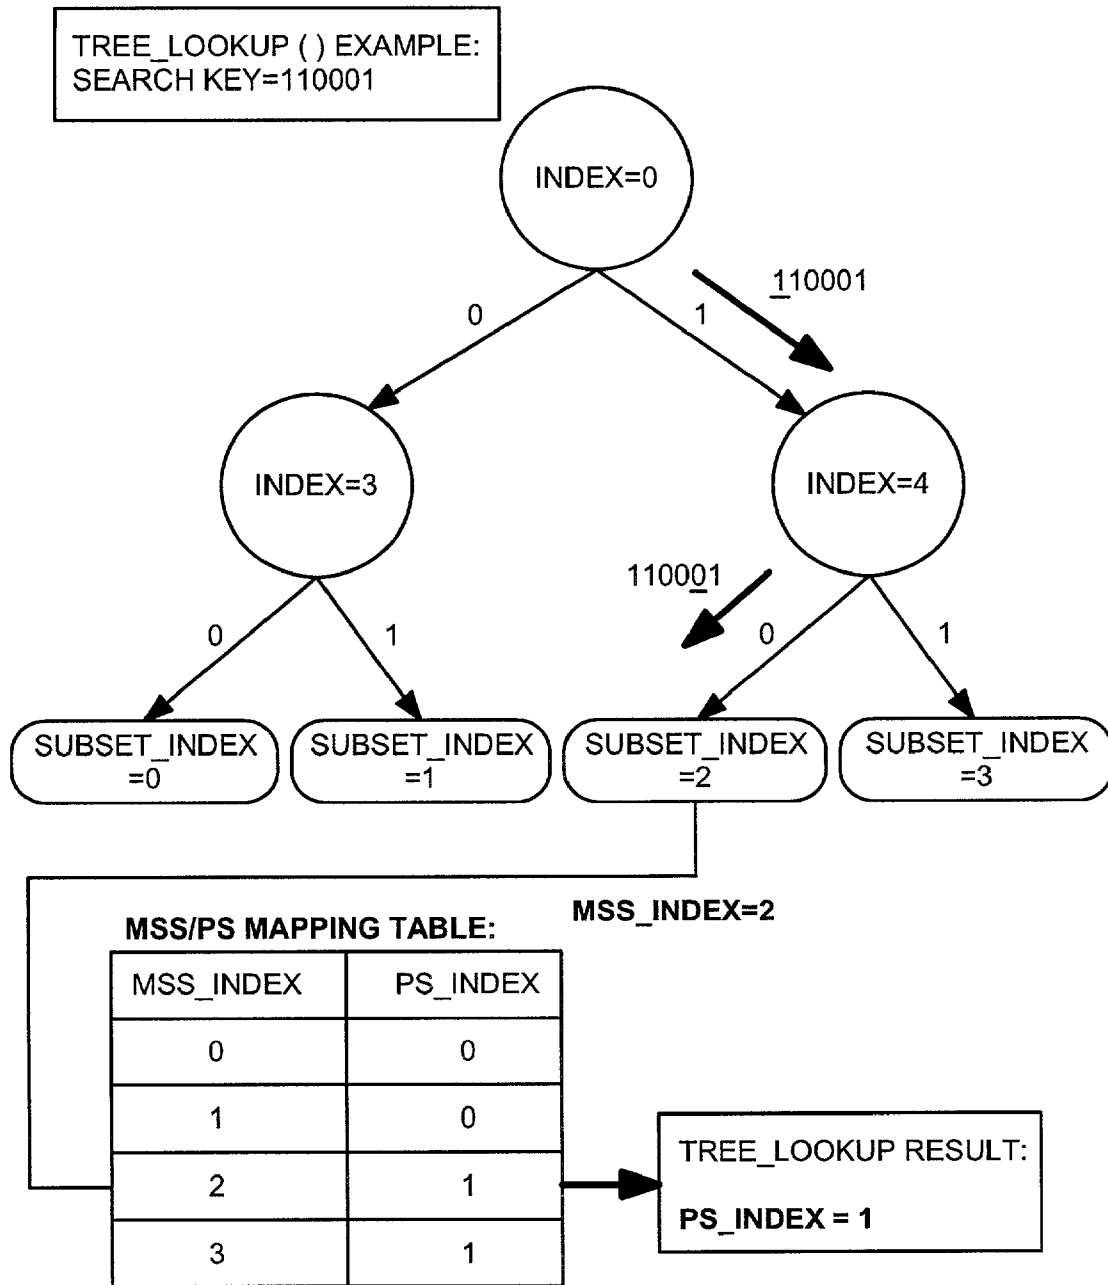 TREE_LOOKUP ( ) EXAMPLE:
SEARCH KEY=110001
INDEX=0
110001
0
1
INDEX=3
INDEX=4
110001
0
1
0
1
SUBSET_INDEX
=0
SUBSET_INDEX
=1
SUBSET_INDEX
=2
SUBSET_INDEX
=3
MSS_INDEX=2
MSS/PS MAPPING TABLE:
MSS_INDEX PS_INDEX
0 0
1 0
2 1
3 1
TREE_LOOKUP RESULT:
PS_INDEX = 1